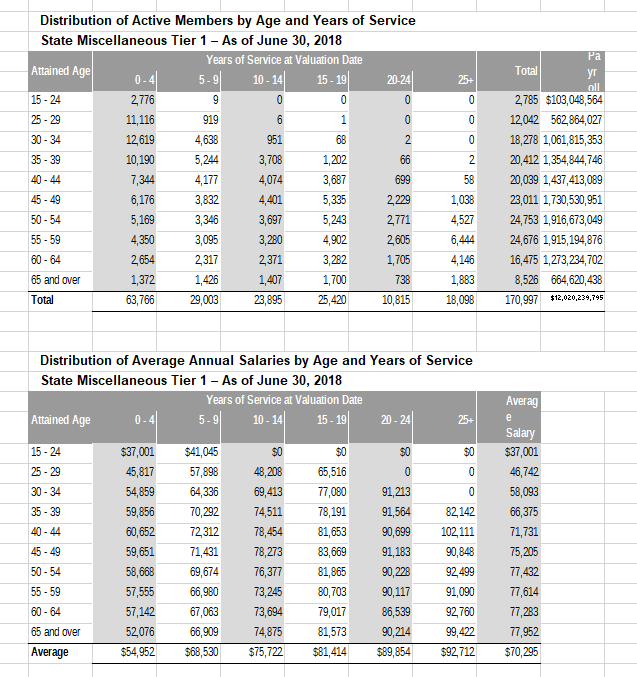 Distribution of Active Members by Age and Years of Service
State Miscellaneous Tier 1 – As of June 30, 2018
Years of Service at Valuation Date
Attained Age 0 - 4 5 - 9 10 - 14 15 - 19 20-24 25+ Total Pa
yr
oll
15 - 24 2,776 9 0 0 0 0 2,785 $103,048,564
25 - 29 11,116 919 6 1 0 0 12,042 562,864,027
30 - 34 12,619 4,638 951 68 2 0 18,278 1,061,815,353
35 - 39 10,190 5,244 3,708 1,202 66 2 20,412 1,354,844,746
40 - 44 7,344 4,177 4,074 3,687 699 58 20,039 1,437,413,089
45 - 49 6,176 3,832 4,401 5,335 2,229 1,038 23,011 1,730,530,951
50 - 54 5,169 3,346 3,697 5,243 2,771 4,527 24,753 1,916,673,049
55 - 59 4,350 3,095 3,280 4,902 2,605 6,444 24,676 1,915,194,876
60 - 64 2,654 2,317 2,371 3,282 1,705 4,146 16,475 1,273,234,702
65 and over 1,372 1,426 1,407 1,700 738 1,883 8,526 664,620,438
Total 63,766 29,003 23,895 25,420 10,815 18,098 170,997 $12,020,239,795
Distribution of Average Annual Salaries by Age and Years of Service
State Miscellaneous Tier 1 – As of June 30, 2018
Years of Service at Valuation Date
Attained Age 0 - 4 5 - 9 10 - 14 15 - 19 20 - 24 25+ Averag
e
Salary
15 - 24 $37,001 $41,045 $0 $0 $0 $0 $37,001
25 - 29 45,817 57,898 48,208 65,516 0 0 46,742
30 - 34 54,859 64,336 69,413 77,080 91,213 0 58,093
35 - 39 59,856 70,292 74,511 78,191 91,564 82,142 66,375
40 - 44 60,652 72,312 78,454 81,653 90,699 102,111 71,731
45 - 49 59,651 71,431 78,273 83,669 91,183 90,848 75,205
50 - 54 58,668 69,674 76,377 81,865 90,228 92,499 77,432
55 - 59 57,555 66,980 73,245 80,703 90,117 91,090 77,614
60 - 64 57,142 67,063 73,694 79,017 86,539 92,760 77,283
65 and over 52,076 66,909 74,875 81,573 90,214 99,422 77,952
Average $54,952 $68,530 $75,722 $81,414 $89,854 $92,712 $70,295